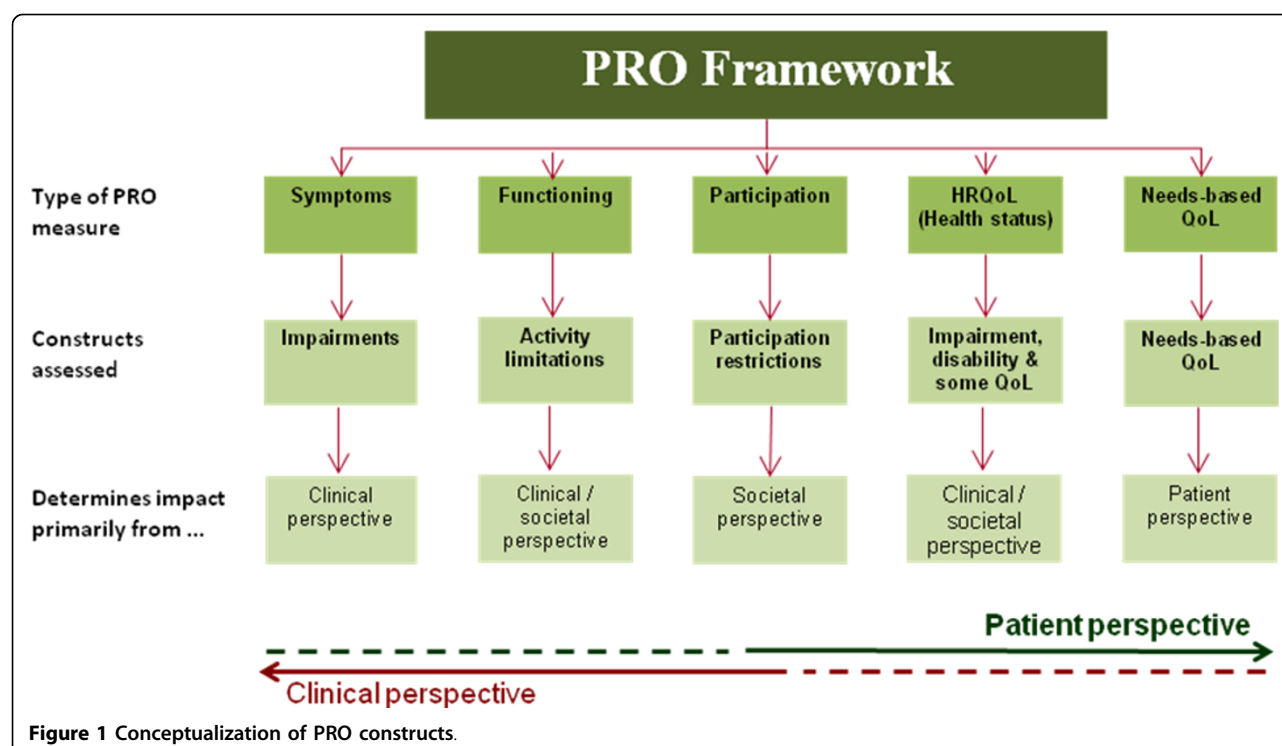 PRO Framework
Type of PRO
measure
Symptoms
Functioning
Participation
HRQoL
(Health status)
Needs-based
QoL
Constructs
assessed
Impairments
Activity
limitations
Participation
restrictions
Impairment,
disability &
some QoL
Needs-based
QoL
Determines impact
primarily from ...
Clinical
perspective
Clinical /
societal
perspective
Societal
perspective
Clinical /
societal
perspective
Patient
perspective
Patient perspective
Clinical perspective
Figure 1 Conceptualization of PRO constructs.